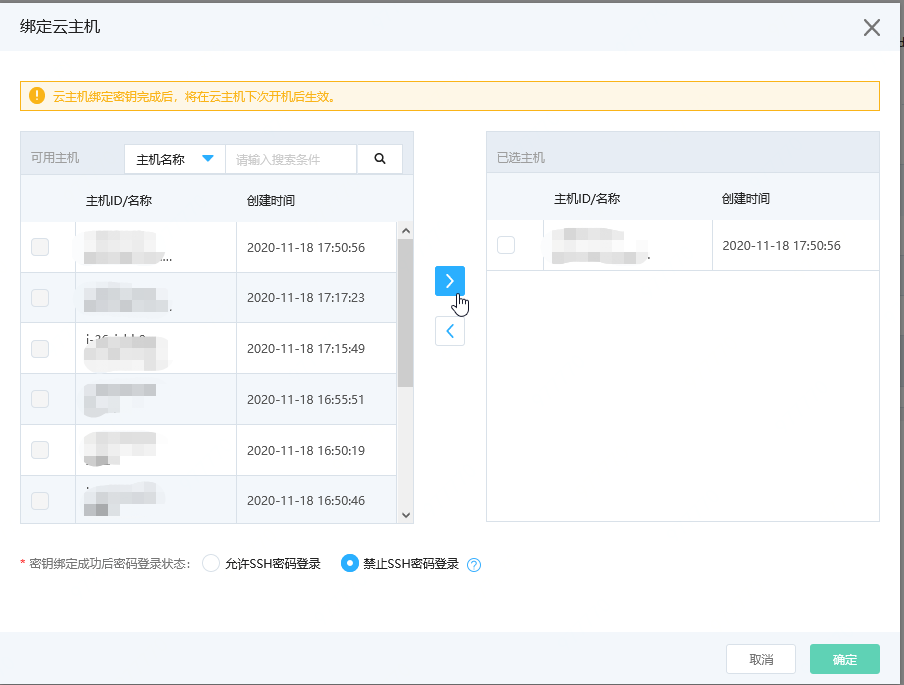 绑定云主机
云主机绑定密钥完成后，将在云主机下次开机后生效。
可用主机 主机名称 请输入搜索条件
主机ID/名称 创建时间
2020-11-18 17:50:56
2020-11-18 17:17:23
2020-11-18 17:15:49
2020-11-18 16:55:51
2020-11-18 16:50:19
2020-11-18 16:50:46
已选主机
主机ID/名称 创建时间
2020-11-18 17:50:56
* 密钥绑定成功后密码登录状态: 允许SSH密码登录 禁止SSH密码登录 ?
取消 确定